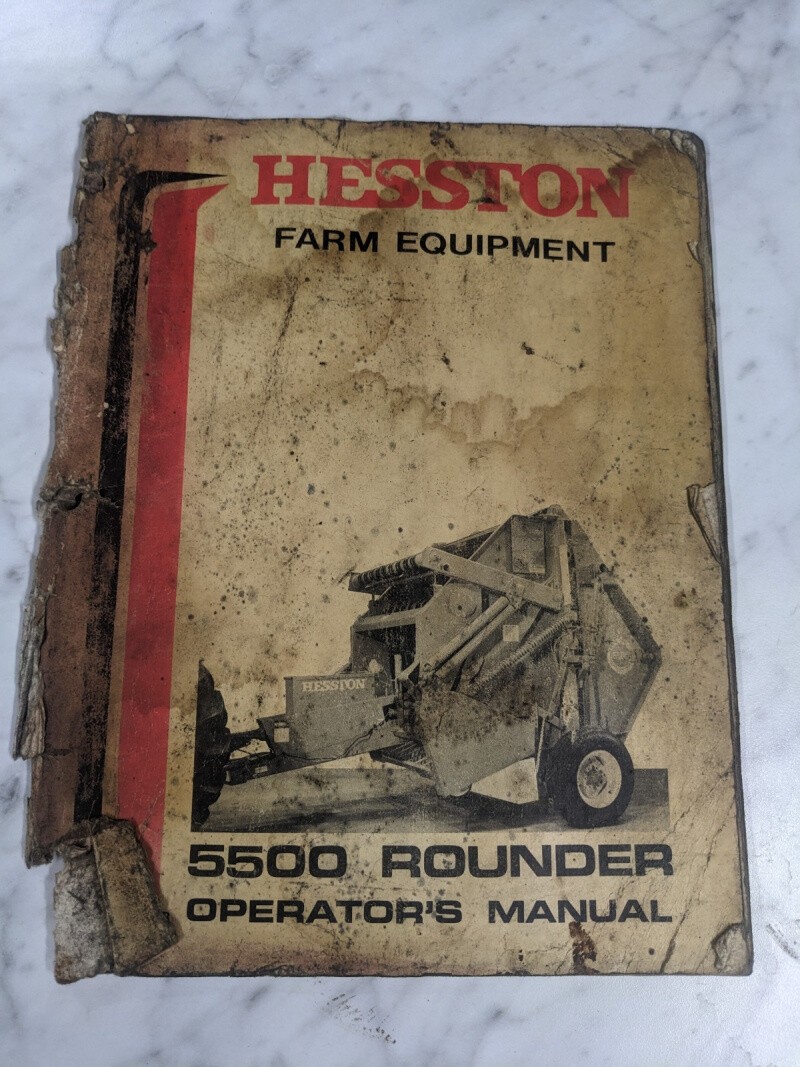 HESSTON
FARM EQUIPMENT
HESSTON
5500 ROUNDER
OPERATOR'S MANUAL